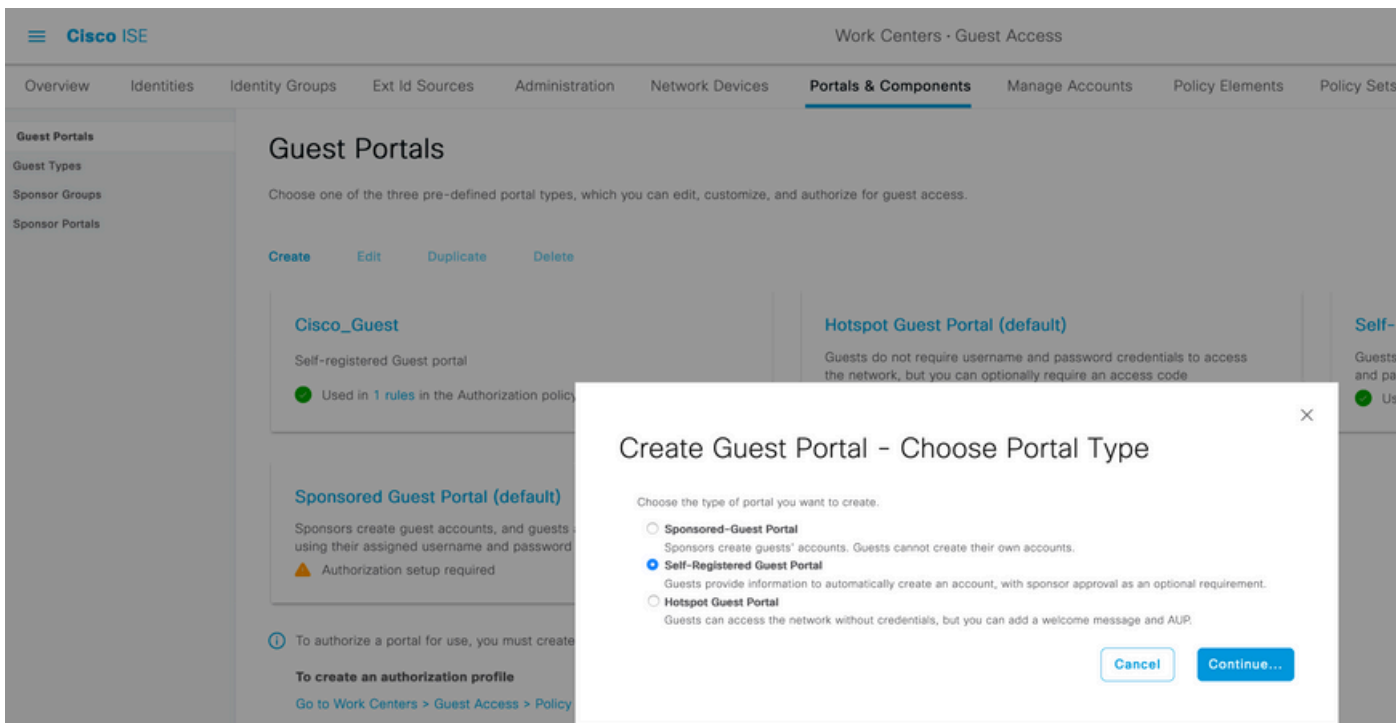 Cisco ISE
Work Centers · Guest Access
Overview Identities Identity Groups Ext Id Sources Administration Network Devices Portals & Components Manage Accounts Policy Elements Policy Sets
Guest Portals
Guest Types
Sponsor Groups
Sponsor Portals
Guest Portals
Choose one of the three pre-defined portal types, which you can edit, customize, and authorize for guest access.
Create Edit Duplicate Delete
Cisco_Guest
Self-registered Guest portal
Used in 1 rules in the Authorization policy
Hotspot Guest Portal (default)
Guests do not require username and password credentials to access
the network, but you can optionally require an access code
Self-
Guests
and pa
Us
Sponsored Guest Portal (default)
Sponsors create guest accounts, and guests
using their assigned username and password
Authorization setup required
To authorize a portal for use, you must create
To create an authorization profile
Go to Work Centers > Guest Access > Policy
Create Guest Portal - Choose Portal Type
Choose the type of portal you want to create.
Sponsored-Guest Portal
Sponsors create guests' accounts. Guests cannot create their own accounts.
Self-Registered Guest Portal
Guests provide information to automatically create an account, with sponsor approval as an optional requirement.
Hotspot Guest Portal
Guests can access the network without credentials, but you can add a welcome message and AUP.
Cancel Continue...